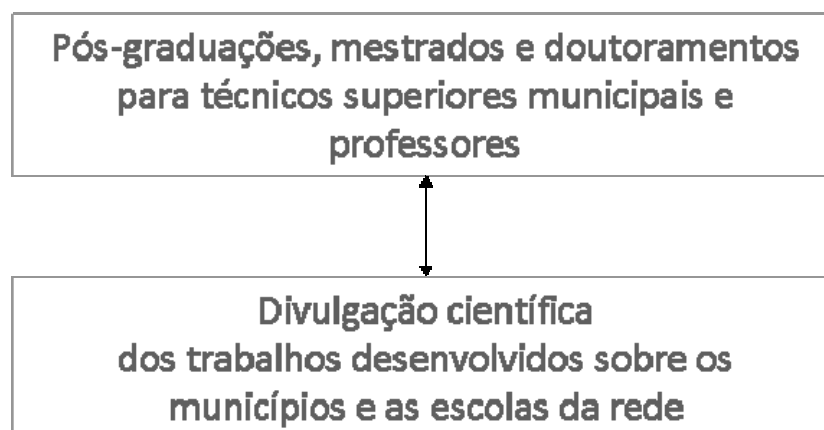 Pós-graduações, mestrados e doutoramentos
para técnicos superiores municipais e
professores
Divulgação científica
dos trabalhos desenvolvidos sobre os
municípios e as escolas da rede